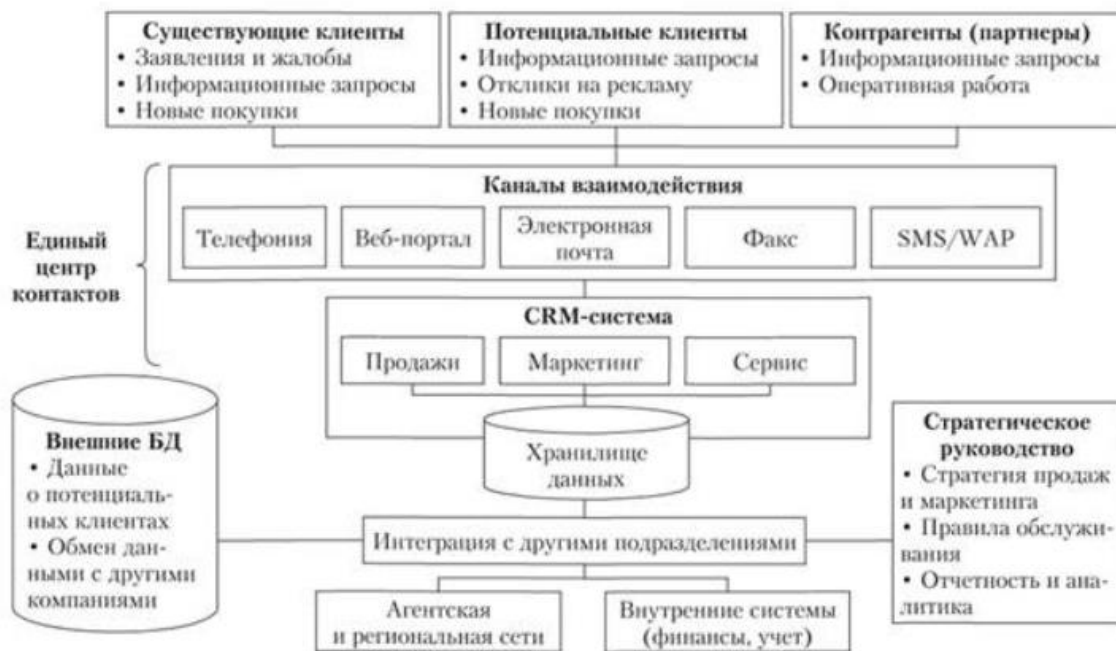 Существующие клиенты
• Заявления и жалобы
• Информационные запросы
• Новые покупки
Потенциальные клиенты
• Информационные запросы
• Отклики на рекламу
• Новые покупки
Контрагенты (партнеры)
• Информационные запросы
• Оперативная работа
Единый
центр
контактов
Каналы взаимодействия
Телефония
Веб-портал
Электронная
почта
Факс
SMS/WAP
CRM-система
Продажи
Маркетинг
Сервис
Хранилище
данных
Внешние БД
• Данные
о потенциаль-
ных клиентах
• Обмен дан-
ными с другими
компаниями
Интеграция с другими подразделениями
Стратегическое
руководство
• Стратегия продаж
и маркетинга
• Правила обслужи-
вания
• Отчетность и ана-
литика
Агентская
и региональная сети
Внутренние системы
(финансы, учет)